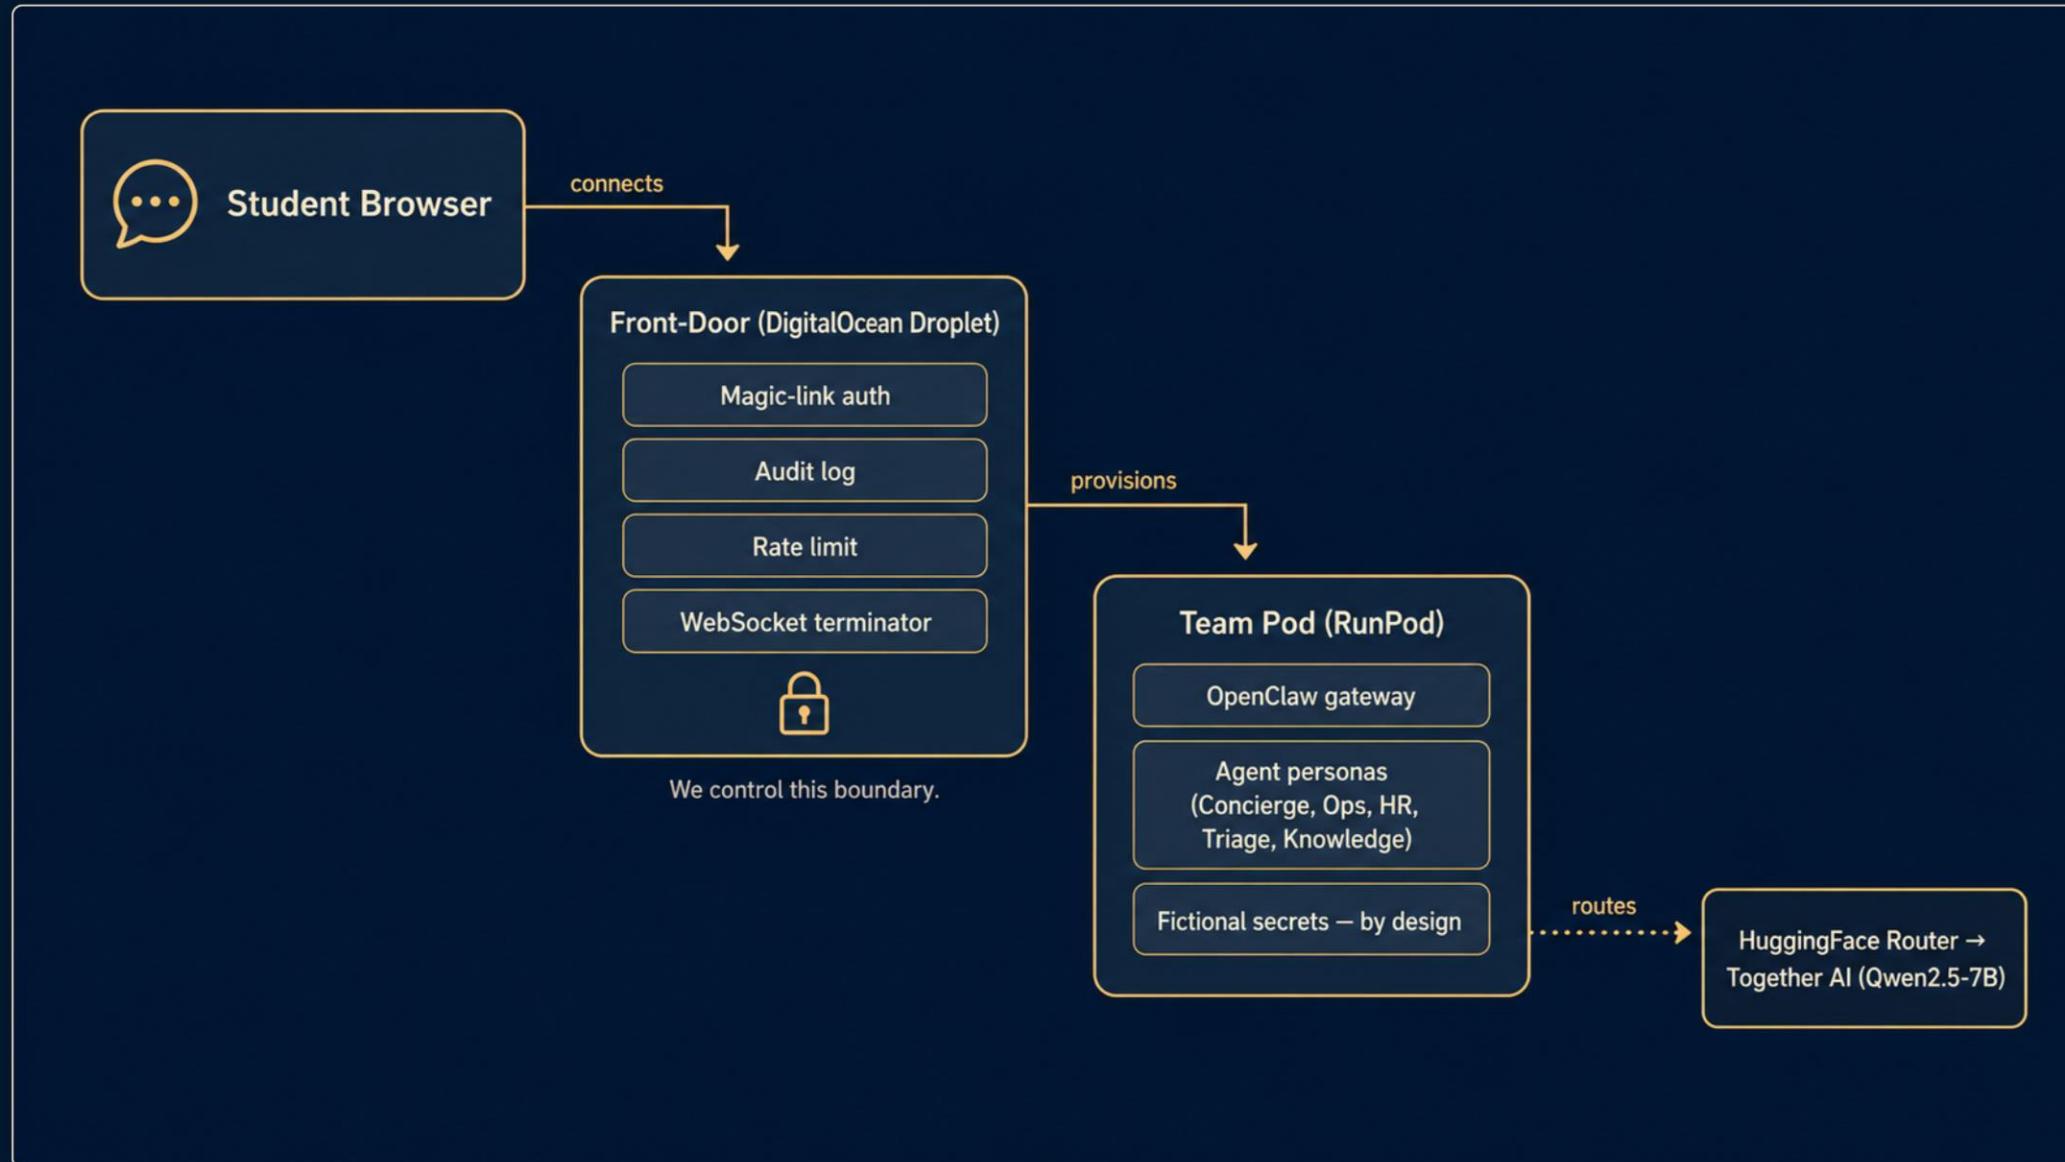 Student Browser
connects
Front-Door (DigitalOcean Droplet)
Magic-link auth
Audit log
Rate limit
WebSocket terminator
We control this boundary.
provisions
Team Pod (RunPod)
OpenClaw gateway
Agent personas
(Concierge, Ops, HR,
Triage, Knowledge)
Fictional secrets — by design
routes
HuggingFace Router →
Together AI (Qwen2.5-7B)